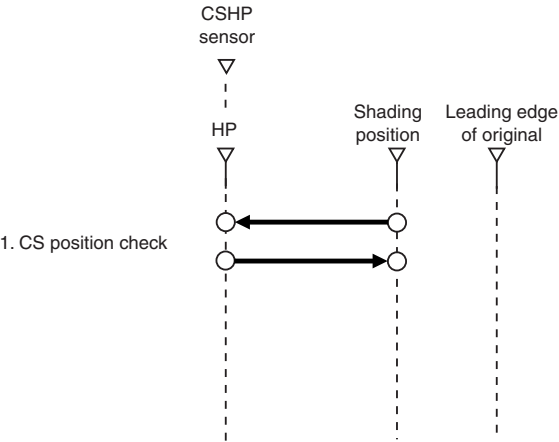 CSHP
sensor
HP
Shading
position
Leading edge
of original
1. CS position check